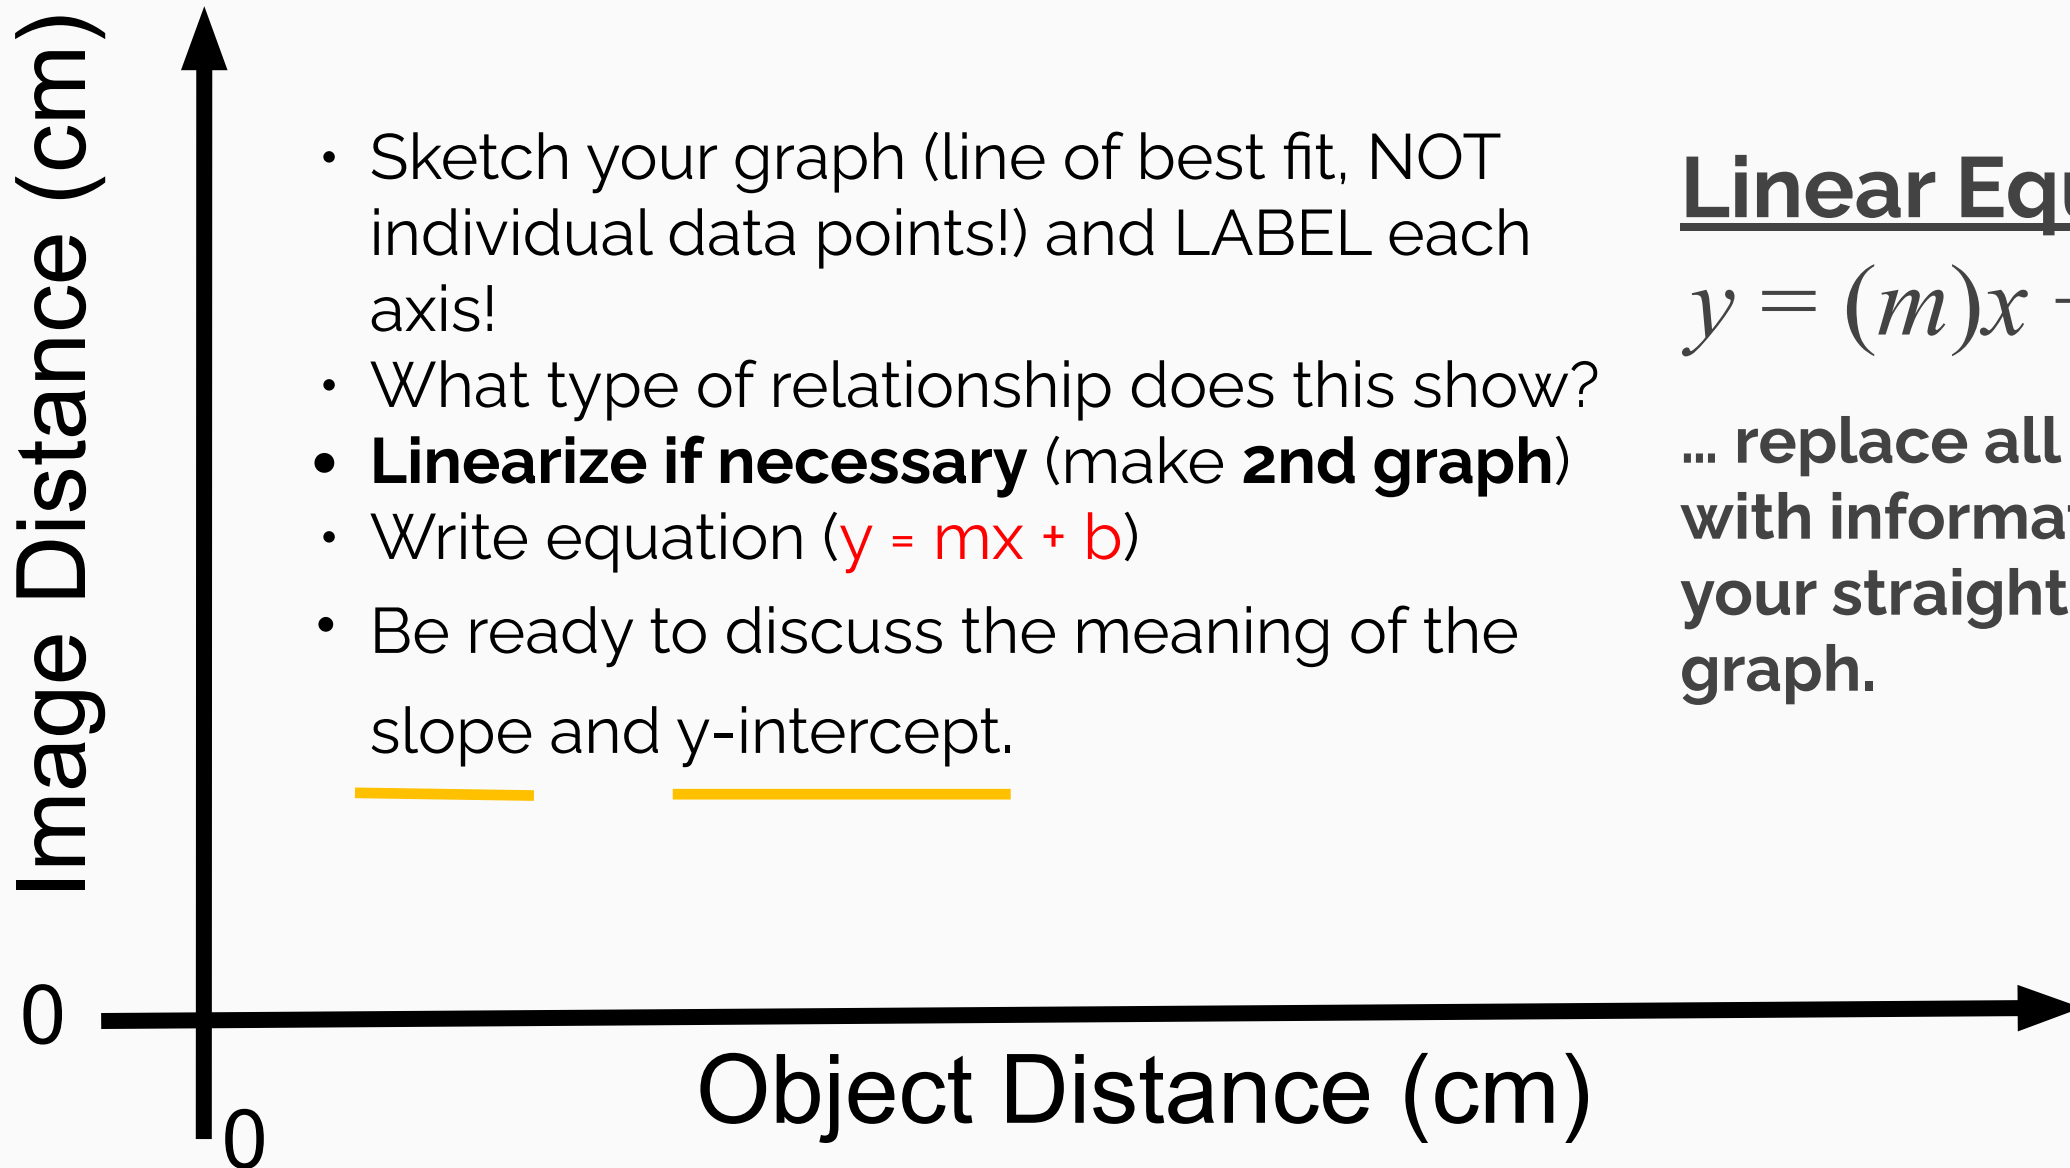 Image Distance (cm)
• Sketch your graph (line of best fit, NOT
individual data points!) and LABEL each
axis!
• What type of relationship does this show?
• Linearize if necessary (make 2nd graph)
• Write equation (y = mx + b)
• Be ready to discuss the meaning of the
slope and y-intercept.
Linear
y = (m)x
... replace all
with
your straight
graph.
0
0
Object Distance (cm)